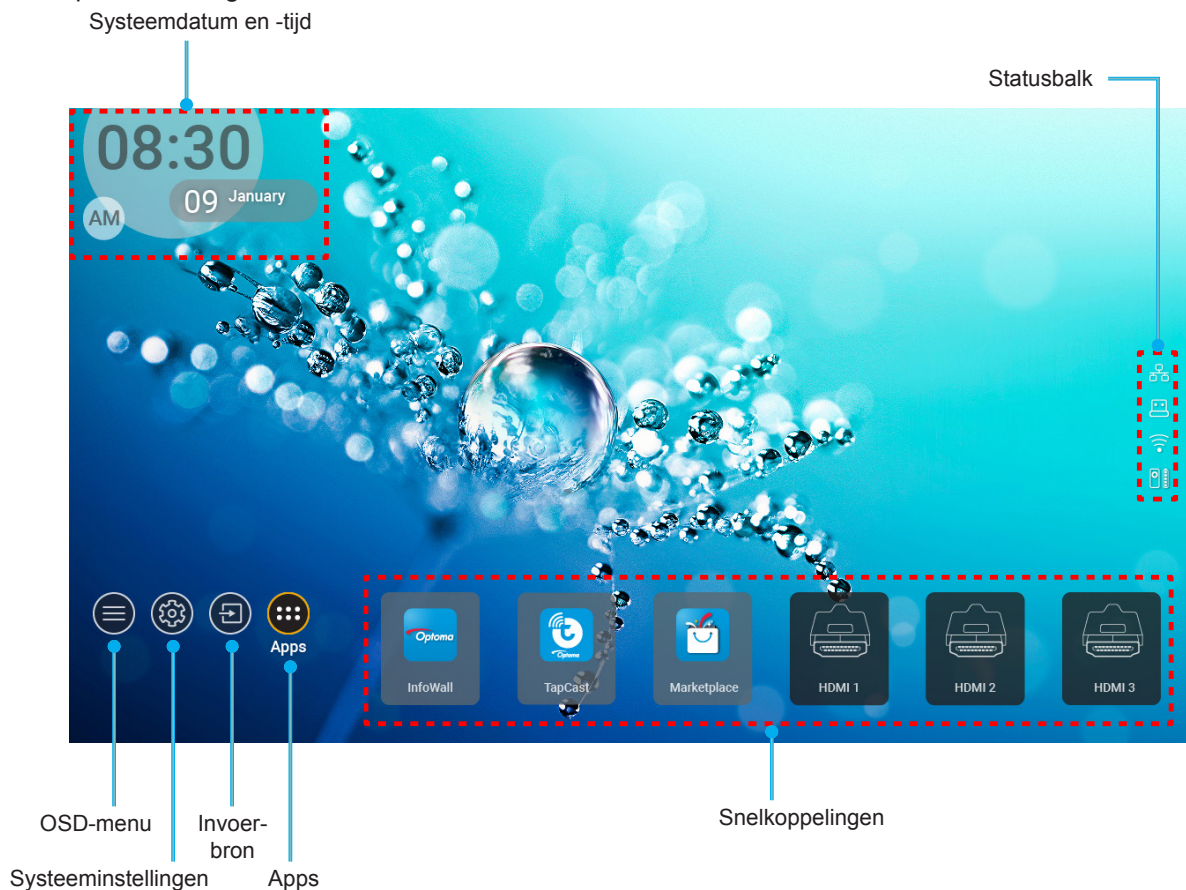 Systeemdatum en -tijd
Statusbalk
08:30
09 January
AM
Apps
Optoma
InfoWall
Optoma
TapCast
Marketplace
HDMI 1
HDMI 2
HDMI 3
OSD-menu
Invoer-
bron
Snelkoppelingen
Systeeminstellingen
Apps